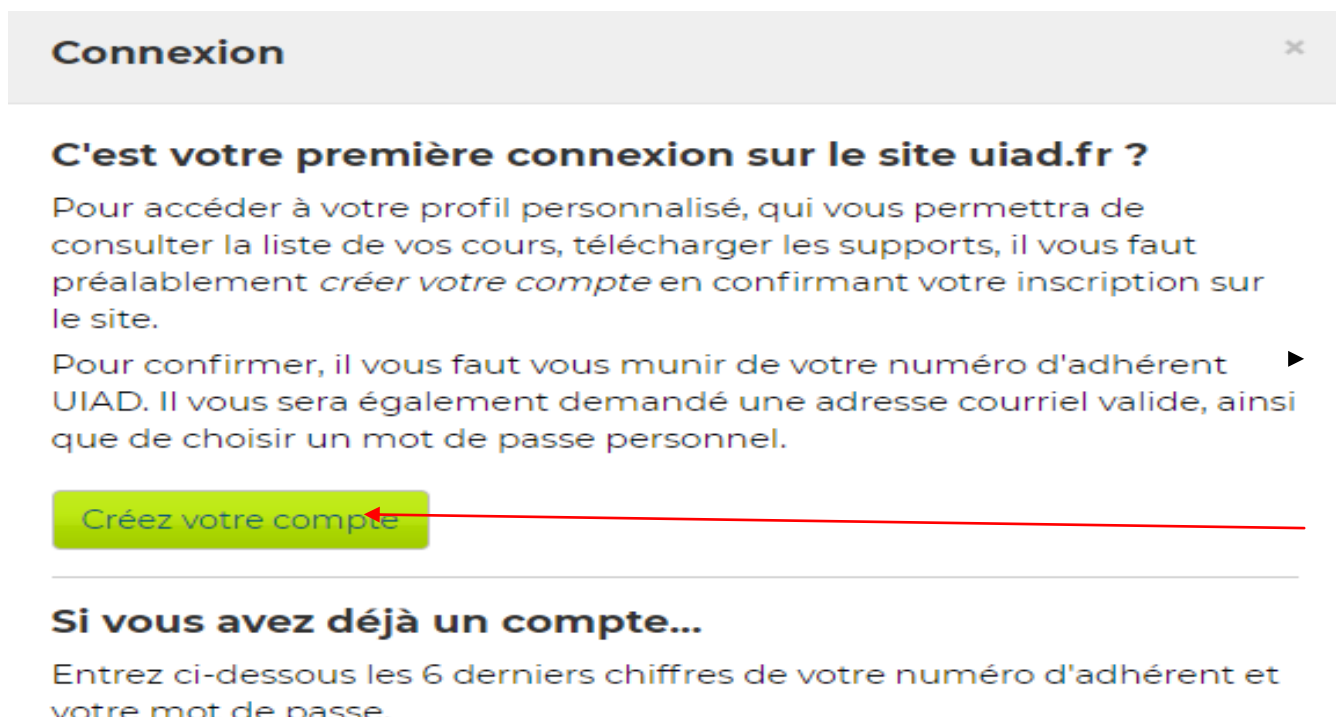 Connexion ×
C'est votre première connexion sur le site uiad.fr ?
Pour accéder à votre profil personnalisé, qui vous permettra de
consulter la liste de vos cours, télécharger les supports, il vous faut
préalablement créer votre compte en confirmant votre inscription sur
le site.
Pour confirmer, il vous faut vous munir de votre numéro d'adhérent
UIAD. Il vous sera également demandé une adresse courriel valide, ainsi
que de choisir un mot de passe personnel.
Créez votre compte
Si vous avez déjà un compte...
Entrez ci-dessous les 6 derniers chiffres de votre numéro d'adhérent et
votre mot de passe.